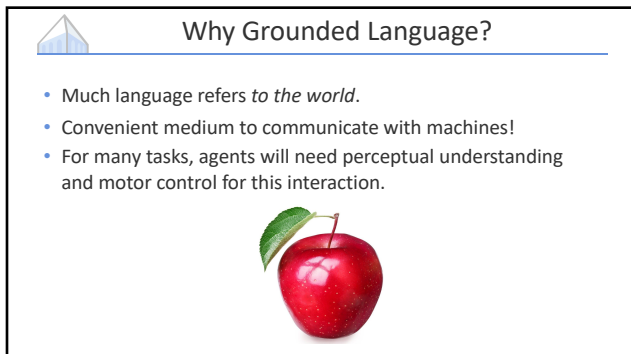 Why Grounded Language?
• Much language refers to the world.
• Convenient medium to communicate with machines!
• For many tasks, agents will need perceptual understanding
and motor control for this interaction.